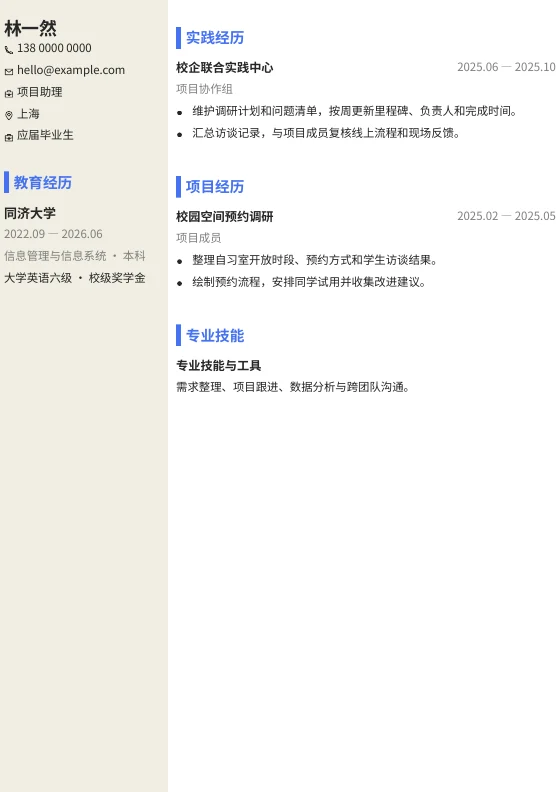 林一然
138 0000 0000
hello@example.com
项目助理
上海
应届毕业生
教育经历
同济大学
2022.09 — 2026.06
信息管理与信息系统 • 本科
大学英语六级 • 校级奖学金
实践经历
校企联合实践中心 2025.06 — 2025.10
项目协作组
• 维护调研计划和问题清单，按周更新里程碑、负责人和完成时间。
• 汇总访谈记录，与项目成员复核线上流程和现场反馈。
项目经历
校园空间预约调研 2025.02 — 2025.05
项目成员
• 整理自习室开放时段、预约方式和学生访谈结果。
• 绘制预约流程，安排同学试用并收集改进建议。
专业技能
专业技能与工具
需求整理、项目跟进、数据分析与跨团队沟通。